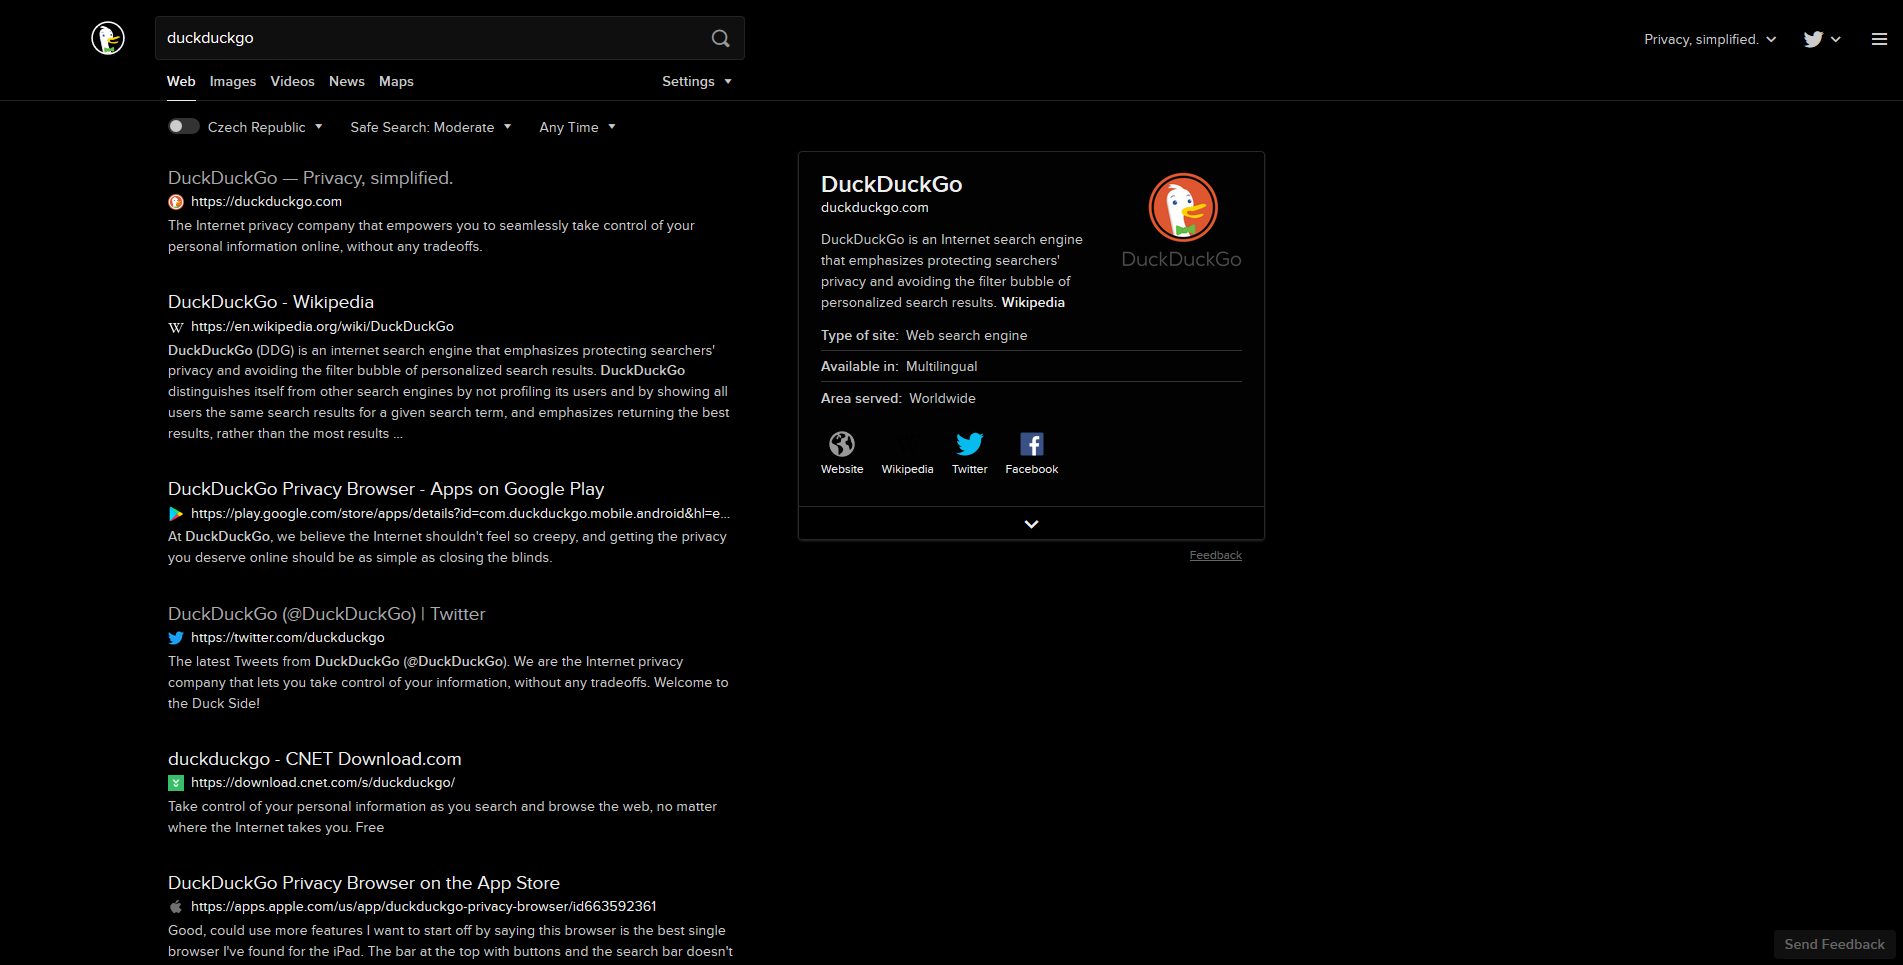 duckduckgo
Privacy, simplified.
Web Images Videos News Maps Settings
Czech Republic Safe Search: Moderate Any Time
DuckDuckGo — Privacy, simplified.
https://duckduckgo.com
The Internet privacy company that empowers you to seamlessly take control of your
personal information online, without any tradeoffs.
DuckDuckGo - Wikipedia
https://en.wikipedia.org/wiki/DuckDuckGo
DuckDuckGo (DDG) is an internet search engine that emphasizes protecting searchers'
privacy and avoiding the filter bubble of personalized search results. DuckDuckGo
distinguishes itself from other search engines by not profiling its users and by showing all
users the same search results for a given search term, and emphasizes returning the best
results, rather than the most results ...
DuckDuckGo Privacy Browser - Apps on Google Play
https://play.google.com/store/apps/details?id=com.duckduckgo.mobile.android&hl=e...
At DuckDuckGo, we believe the Internet shouldn't feel so creepy, and getting the privacy
you deserve online should be as simple as closing the blinds.
DuckDuckGo (@DuckDuckGo) | Twitter
https://twitter.com/duckduckgo
The latest Tweets from DuckDuckGo (@DuckDuckGo). We are the Internet privacy
company that lets you take control of your information, without any tradeoffs. Welcome to
the Duck Side!
duckduckgo - CNET Download.com
https://download.cnet.com/s/duckduckgo/
Take control of your personal information as you search and browse the web, no matter
where the Internet takes you. Free
DuckDuckGo Privacy Browser on the App Store
https://apps.apple.com/us/app/duckduckgo-privacy-browser/id663592361
Good, could use more features I want to start off by saying this browser is the best single
browser I've found for the iPad. The bar at the top with buttons and the search bar doesn't
DuckDuckGo
duckduckgo.com
DuckDuckGo is an Internet search engine
that emphasizes protecting searchers'
privacy and avoiding the filter bubble of
personalized search results. Wikipedia
DuckDuckGo
Type of site: Web search engine
Available in: Multilingual
Area served: Worldwide
Website Wikipedia Twitter Facebook
Feedback
Send Feedback